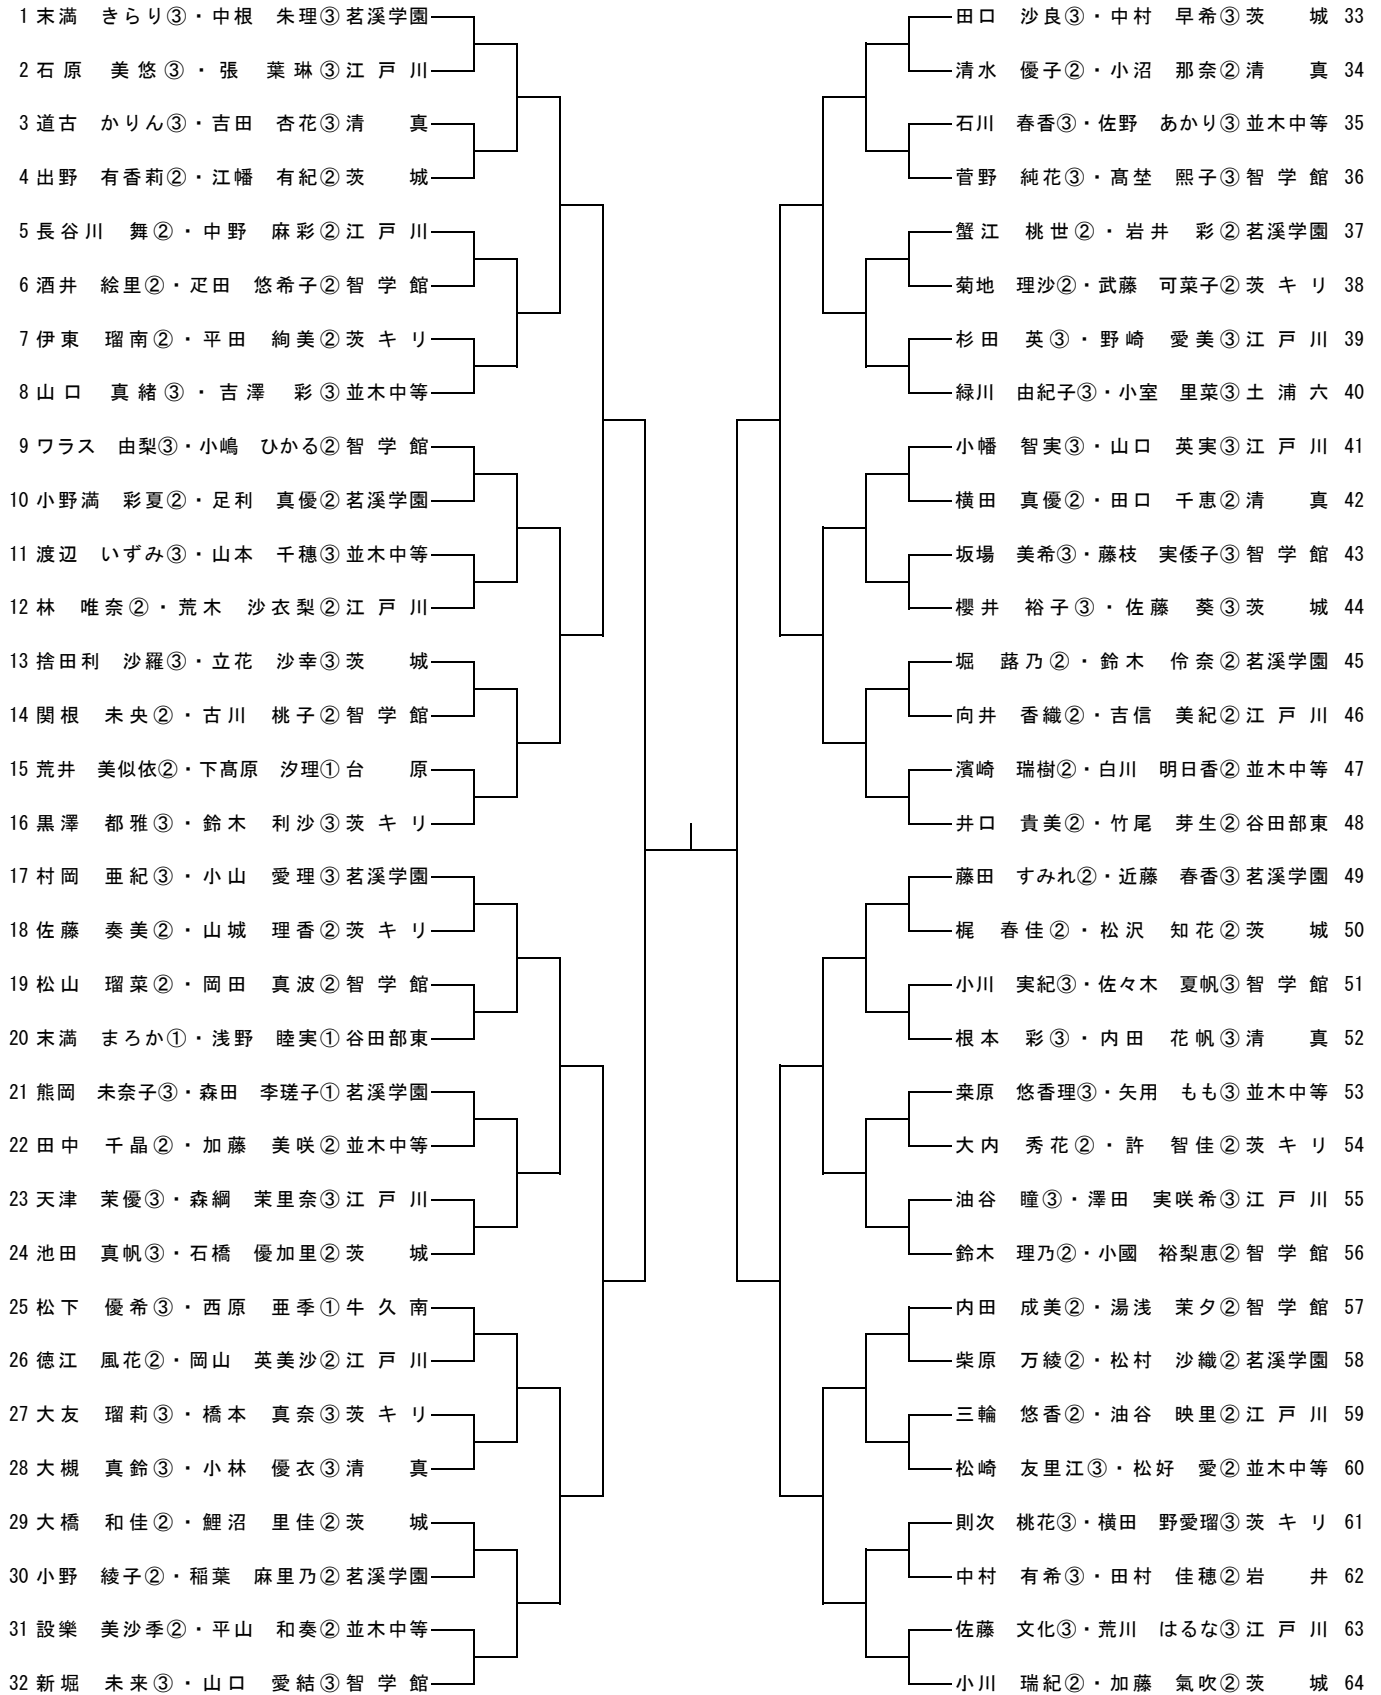 1 末満 きらり③・中根 朱理③ 茗溪学園
2 石原 美悠③・張 葉琳③ 江戸川
3 道古 かりん③・吉田 杏花③ 清 真
4 出野 有香莉②・江幡 有紀② 茨 城
5 長谷川 舞②・中野 麻彩② 江戸川
6 酒井 絵里②・疋田 悠希子② 智学館
7 伊東 瑠南②・平田 絢美② 茨キリ
8 山口 真緒③・吉澤 彩③ 並木中等
9 ワラス 由梨③・小嶋 ひかる② 智学館
10 小野満 彩夏②・足利 真優② 茗溪学園
11 渡辺 いずみ③・山本 千穂③ 並木中等
12 林 唯奈②・荒木 沙衣梨② 江戸川
13 捨田利 沙羅③・立花 沙幸③ 茨 城
14 関根 未央②・古川 桃子② 智学館
15 荒井 美似依②・下髙原 汐理① 台 原
16 黒澤 都雅③・鈴木 利沙③ 茨キリ
17 村岡 亜紀③・小山 愛理③ 茗溪学園
18 佐藤 奏美②・山城 理香② 茨キリ
19 松山 瑠菜②・岡田 真波② 智学館
20 末満 まろか①・浅野 睦実① 谷田部東
21 熊岡 未奈子③・森田 李瑳子① 茗溪学園
22 田中 千晶②・加藤 美咲② 並木中等
23 天津 茉優③・森綱 茉里奈③ 江戸川
24 池田 真帆③・石橋 優加里② 茨 城
25 松下 優希③・西原 亜季① 牛久南
26 徳江 風花②・岡山 英美沙② 江戸川
27 大友 瑠莉③・橋本 真奈③ 茨キリ
28 大槻 真鈴③・小林 優衣③ 清 真
29 大橋 和佳②・鯉沼 里佳② 茨 城
30 小野 綾子②・稲葉 麻里乃② 茗溪学園
31 設樂 美沙季②・平山 和奏② 並木中等
32 新堀 未来③・山口 愛結③ 智学館
田口 沙良③・中村 早希③ 茨 城 33
清水 優子②・小沼 那奈② 清 真 34
石川 春香③・佐野 あかり③ 並木中等 35
菅野 純花③・髙埜 熙子③ 智学館 36
蟹江 桃世②・岩井 彩② 茗溪学園 37
菊地 理沙②・武藤 可菜子② 茨キリ 38
杉田 英③・野崎 愛美③ 江戸川 39
緑川 由紀子③・小室 里菜③ 土浦六 40
小幡 智実③・山口 英実③ 江戸川 41
横田 真優②・田口 千恵② 清 真 42
坂場 美希③・藤枝 実倭子③ 智学館 43
櫻井 裕子③・佐藤 葵③ 茨 城 44
堀 蕗乃②・鈴木 伶奈② 茗溪学園 45
向井 香織②・吉信 美紀② 江戸川 46
濱崎 瑞樹②・白川 明日香② 並木中等 47
井口 貴美②・竹尾 芽生② 谷田部東 48
藤田 すみれ②・近藤 春香③ 茗溪学園 49
梶 春佳②・松沢 知花② 茨 城 50
小川 実紀③・佐々木 夏帆③ 智学館 51
根本 彩③・内田 花帆③ 清 真 52
桒原 悠香理③・矢用 もも③ 並木中等 53
大内 秀花②・許 智佳② 茨キリ 54
油谷 瞳③・澤田 実咲希③ 江戸川 55
鈴木 理乃②・小國 裕梨恵② 智学館 56
内田 成美②・湯浅 茉夕② 智学館 57
柴原 万綾②・松村 沙織② 茗溪学園 58
三輪 悠香②・油谷 映里② 江戸川 59
松崎 友里江③・松好 愛② 並木中等 60
則次 桃花③・横田 野愛瑠③ 茨キリ 61
中村 有希③・田村 佳穂② 岩 井 62
佐藤 文化③・荒川 はるな③ 江戸川 63
小川 瑞紀②・加藤 氣吹② 茨 城 64